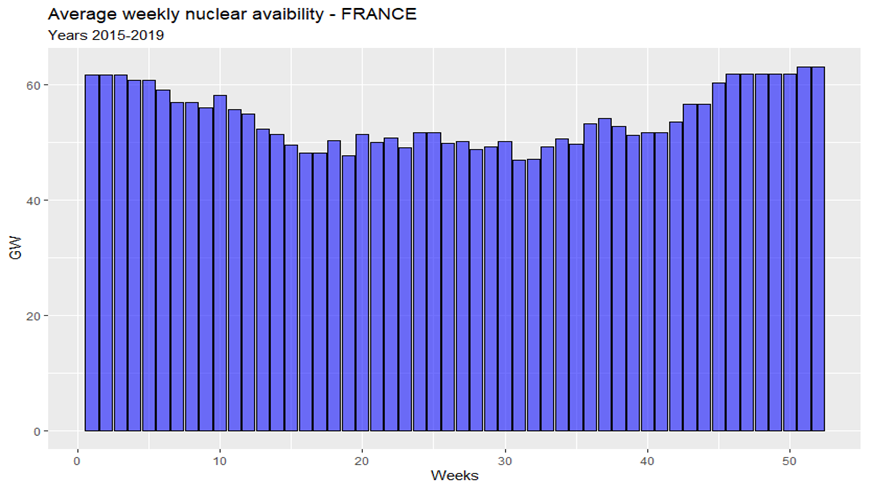 Average weekly nuclear avaibility - FRANCE
Years 2015-2019
60
40
20
0
GW
0 10 20 30 40 50
Weeks